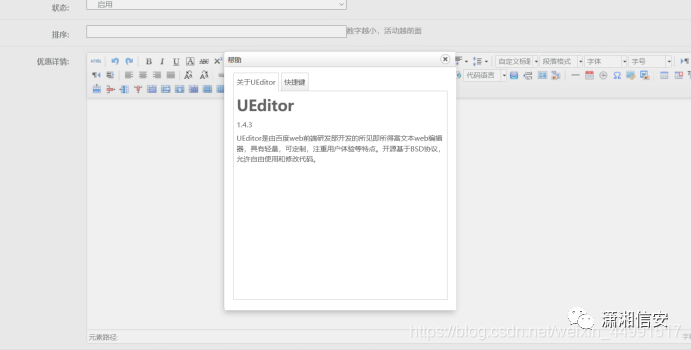 状态:
启用
排序:
数字越小，活动越前面
优惠详情:
HTML
自定义标题
段落格式
字体
字号
代码语言
帮助
关于UEditor
快捷键
UEditor
1.4.3
UEditor是由百度web前端研发部开发的所见即所得富文本web编辑
器，具有轻量，可定制，注重用户体验等特点。开源基于BSD协议，
允许自由使用和修改代码。
元素路径:
潇湘信安